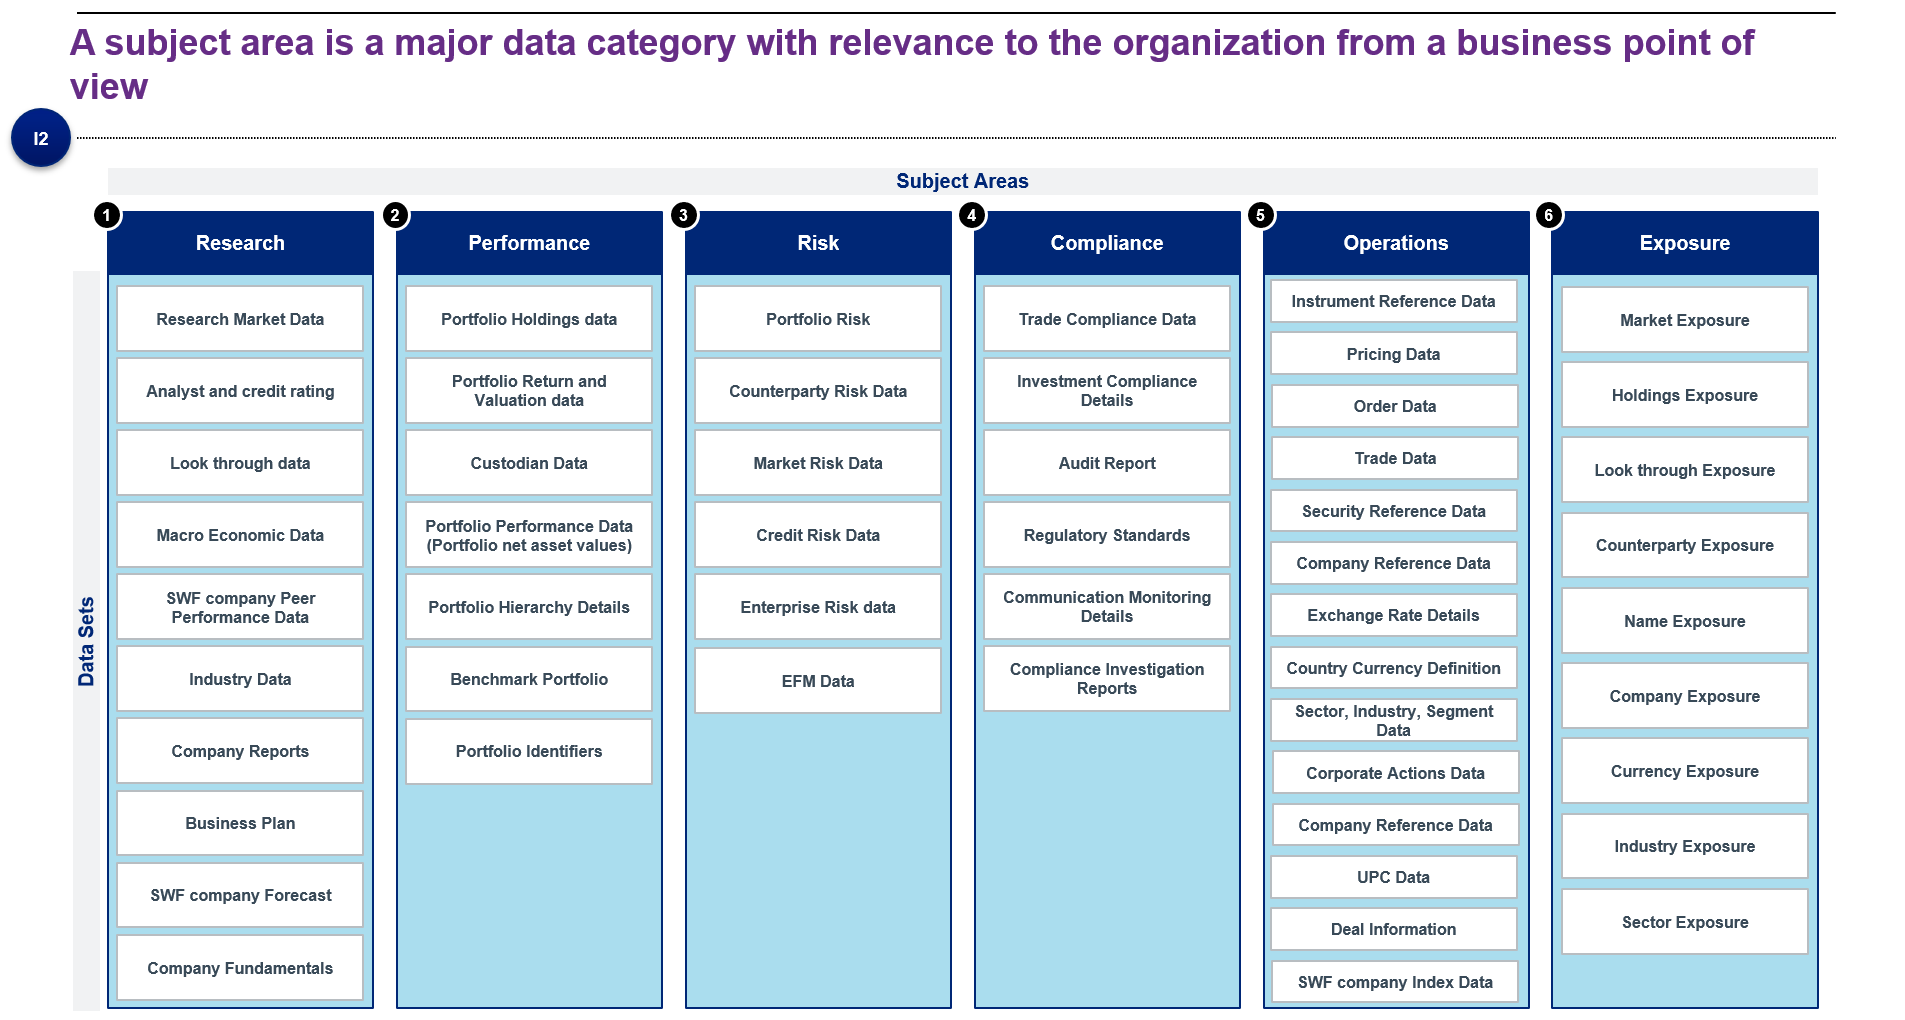 A subject area is a major data category with relevance to the organization from a business point of
view
I2
Subject Areas
Data Sets
1
Research
Research Market Data
Analyst and credit rating
Look through data
Macro Economic Data
SWF company Peer
Performance Data
Industry Data
Company Reports
Business Plan
SWF company Forecast
Company Fundamentals
2
Performance
Portfolio Holdings data
Portfolio Return and
Valuation data
Custodian Data
Portfolio Performance Data
(Portfolio net asset values)
Portfolio Hierarchy Details
Benchmark Portfolio
Portfolio Identifiers
3
Risk
Portfolio Risk
Counterparty Risk Data
Market Risk Data
Credit Risk Data
Enterprise Risk data
EFM Data
4
Compliance
Trade Compliance Data
Investment Compliance
Details
Audit Report
Regulatory Standards
Communication Monitoring
Details
Compliance Investigation
Reports
5
Operations
Instrument Reference Data
Pricing Data
Order Data
Trade Data
Security Reference Data
Company Reference Data
Exchange Rate Details
Country Currency Definition
Sector, Industry, Segment
Data
Corporate Actions Data
Company Reference Data
UPC Data
Deal Information
SWF company Index Data
6
Exposure
Market Exposure
Holdings Exposure
Look through Exposure
Counterparty Exposure
Name Exposure
Company Exposure
Currency Exposure
Industry Exposure
Sector Exposure